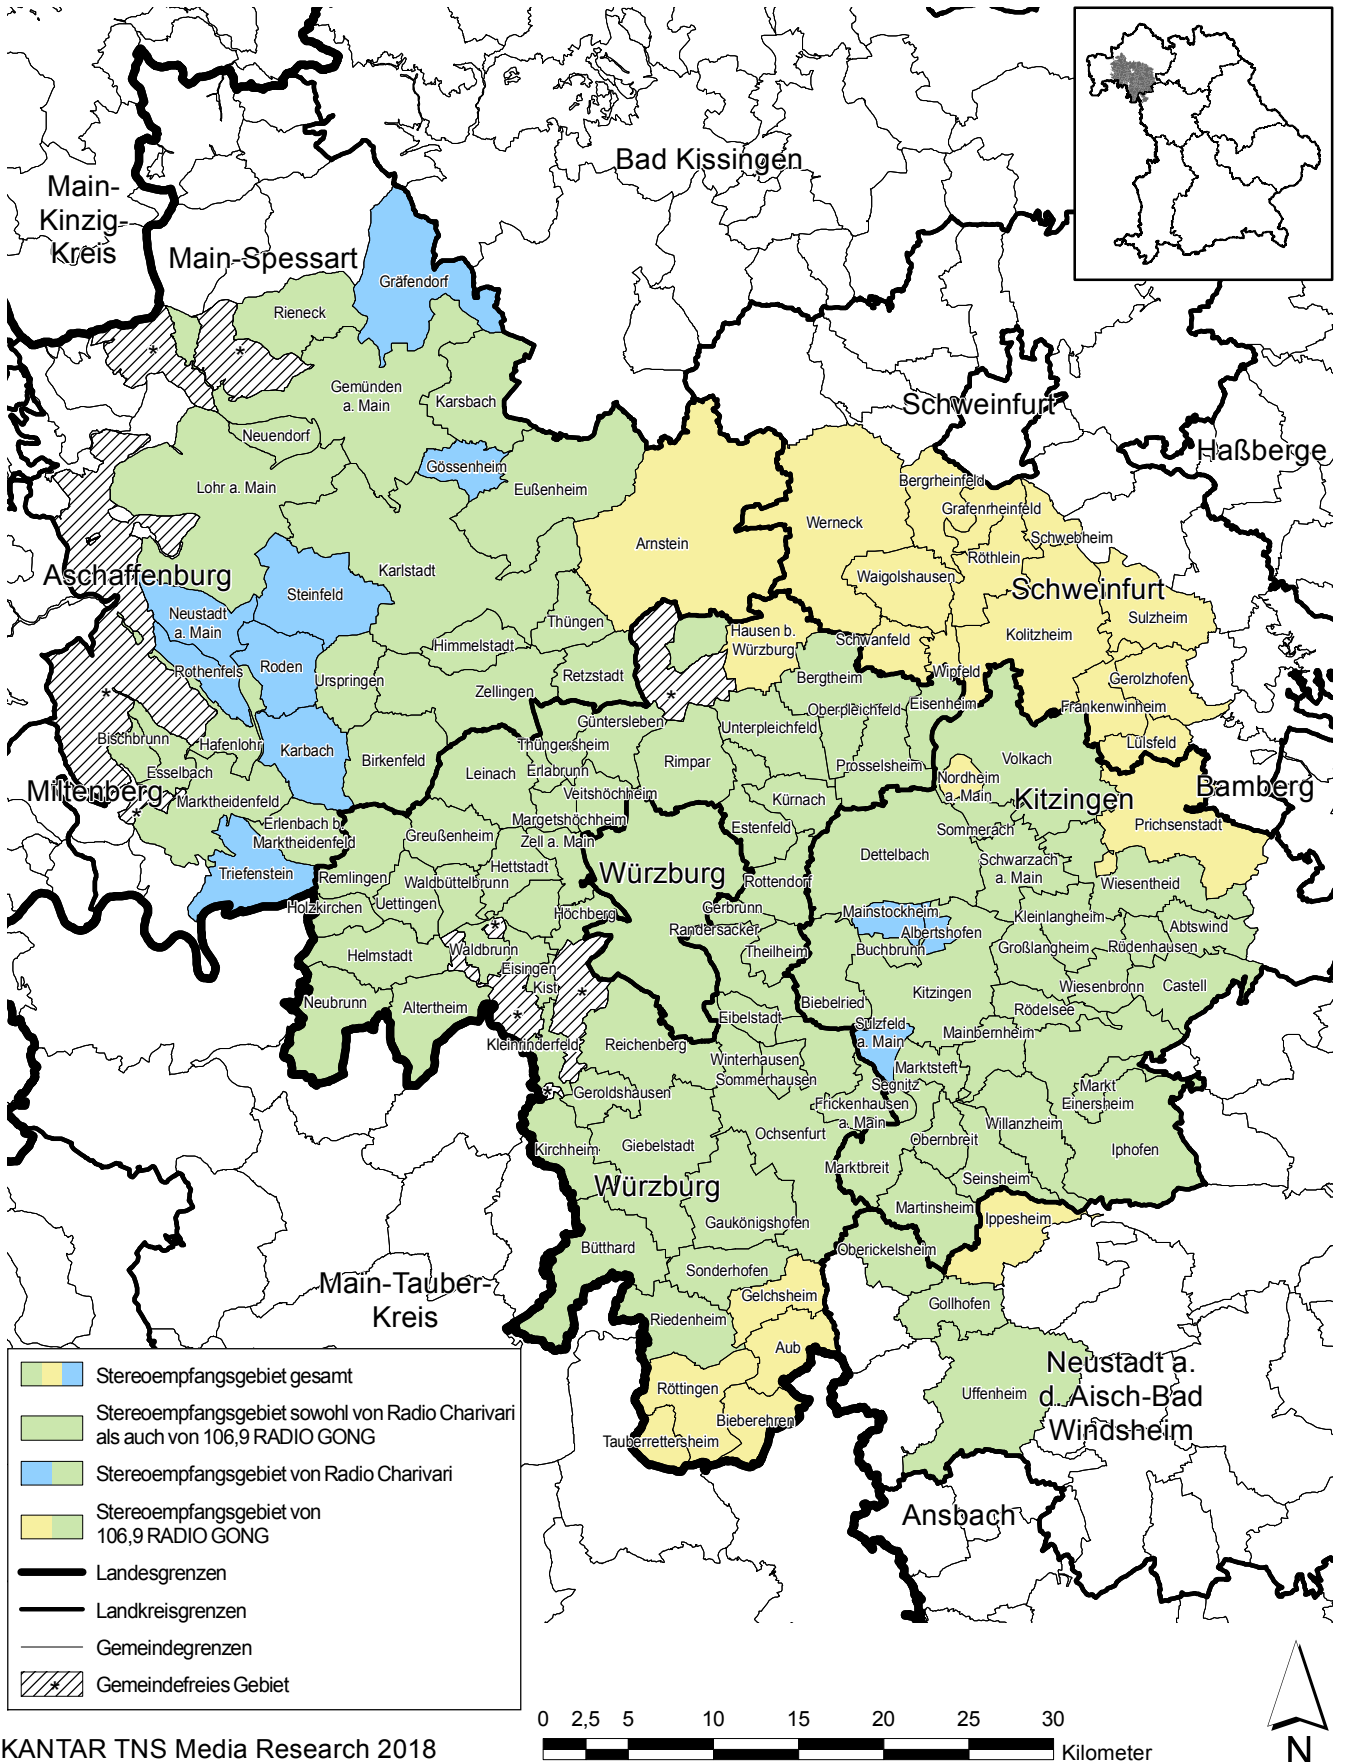 Bad Kissingen
Main-
Kinzig-
Kreis
Main-Spessart
Gräfendorf
Rieneck
Gemünden
a. Main
Karsbach
Schweinfurt
Neuendorf
Haßberge
Gössenheim
Lohr a. Main
Eußenheim
Bergrheinfeld
Grafenrheinfeld
Werneck
Schwebheim
Arnstein
Röthlein
Aschaffenburg
Karlstadt
Waigolshausen
Schweinfurt
Steinfeld
Neustadt
a. Main
Sulzheim
Thüngen
Hausen b.
Würzburg
Schwanfeld
Kolitzheim
Himmelstadt
Rothenfels
Roden
Urspringen
Retzstadt
Bergtheim
Wipfeld
Gerolzhofen
Zellingen
Oberpleichfeld
Eisenheim
Frankenwinheim
Güntersleben
Unterpleichfeld
Bischbrunn
Hafenlohr
Karbach
Birkenfeld
Thüngersheim
Lülsfeld
Esselbach
Leinach
Erlabrunn
Rimpar
Prosselsheim
Volkach
Nordheim
a. Main
Miltenberg
Marktheidenfeld
Veitshöchheim
Kürnach
Kitzingen
Bamberg
Erlenbach b.
Marktheidenfeld
Greußenheim
Margetshöchheim
Zell a. Main
Estenfeld
Sommerach
Prichsenstadt
Triefenstein
Remlingen
Waldbüttelbrunn
Hettstadt
Würzburg
Rottendorf
Dettelbach
Schwarzach
a. Main
Wiesentheid
Holzkirchen
Uettingen
Höchberg
Gerbrunn
Mainstockheim
Kleinlangheim
Abtswind
Randersacker
Albertshofen
Helmstadt
Waldbrunn
Theilheim
Buchbrunn
Großlangheim
Rüdenhausen
Eisingen
Kist
Neubrunn
Altertheim
Biebelried
Kitzingen
Wiesenbronn
Castell
Rödelsee
Eibelstadt
Sulzfeld
a. Main
Mainbernheim
Kleinrinderfeld
Reichenberg
Winterhausen
Sommerhausen
Marktsteft
Segnitz
Geroldshausen
Frickenhausen
a. Main
Markt
Einersheim
Kirchheim
Giebelstadt
Ochsenfurt
Obernbreit
Willanzheim
Iphofen
Marktbreit
Seinsheim
Würzburg
Martinsheim
Ippesheim
Gaukönigshofen
Bütthard
Oberickelsheim
Sonderhofen
Main-Tauber-
Kreis
Gelchsheim
Gollhofen
Riedenheim
Aub
Neustadt a.
d. Aisch-Bad
Windsheim
Röttingen
Uffenheim
Bieberehren
Tauberrettersheim
Ansbach
Stereoempfangsgebiet gesamt
Stereoempfangsgebiet sowohl von Radio Charivari
als auch von 106,9 RADIO GONG
Stereoempfangsgebiet von Radio Charivari
Stereoempfangsgebiet von
106,9 RADIO GONG
Landesgrenzen
Landkreisgrenzen
Gemeindegrenzen
* Gemeindefreies Gebiet
0 2,5 5 10 15 20 25 30
Kilometer
N
KANTAR TNS Media Research 2018